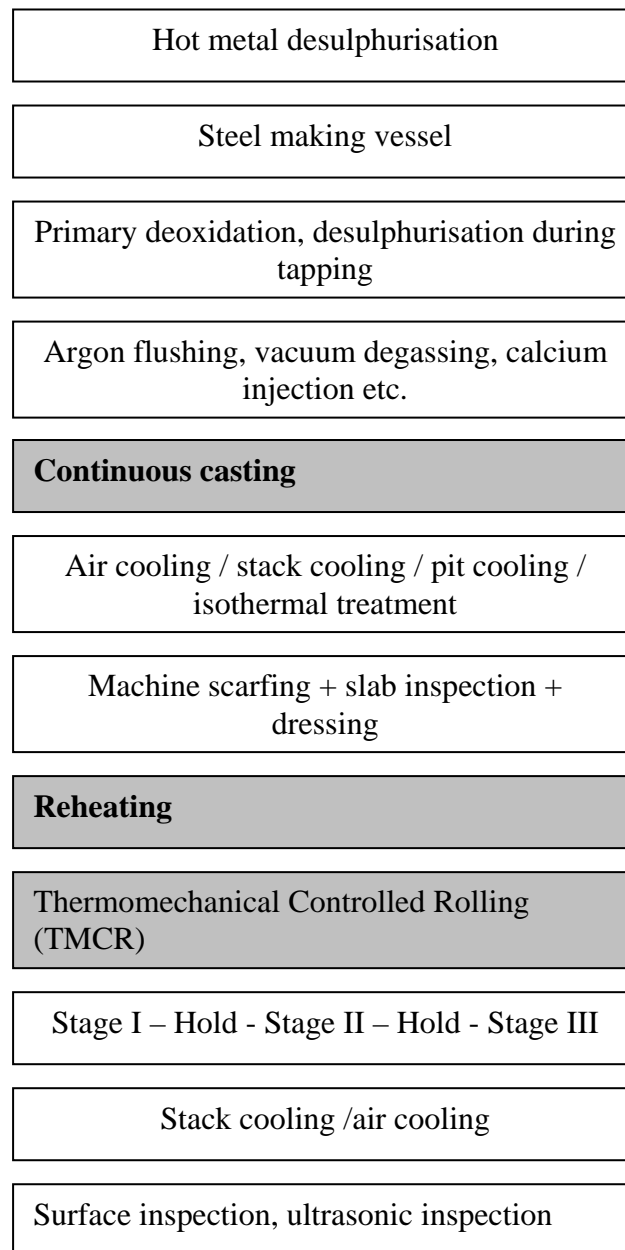 Hot metal desulphurisation
Steel making vessel
Primary deoxidation, desulphurisation during
tapping
Argon flushing, vacuum degassing, calcium
injection etc.
Continuous casting
Air cooling / stack cooling / pit cooling /
isothermal treatment
Machine scarfing + slab inspection +
dressing
Reheating
Thermomechanical Controlled Rolling
(TMCR)
Stage I – Hold - Stage II – Hold - Stage III
Stack cooling /air cooling
Surface inspection, ultrasonic inspection